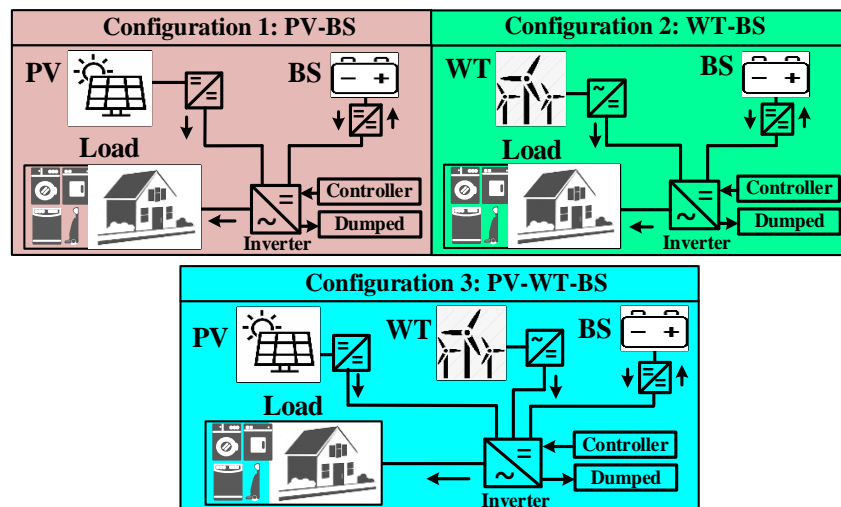 Configuration 1: PV-BS
PV
BS
Load
Controller
Dumped
Inverter
Configuration 2: WT-BS
WT
BS
Load
Controller
Dumped
Inverter
Configuration 3: PV-WT-BS
PV
WT
BS
Load
Controller
Dumped
Inverter